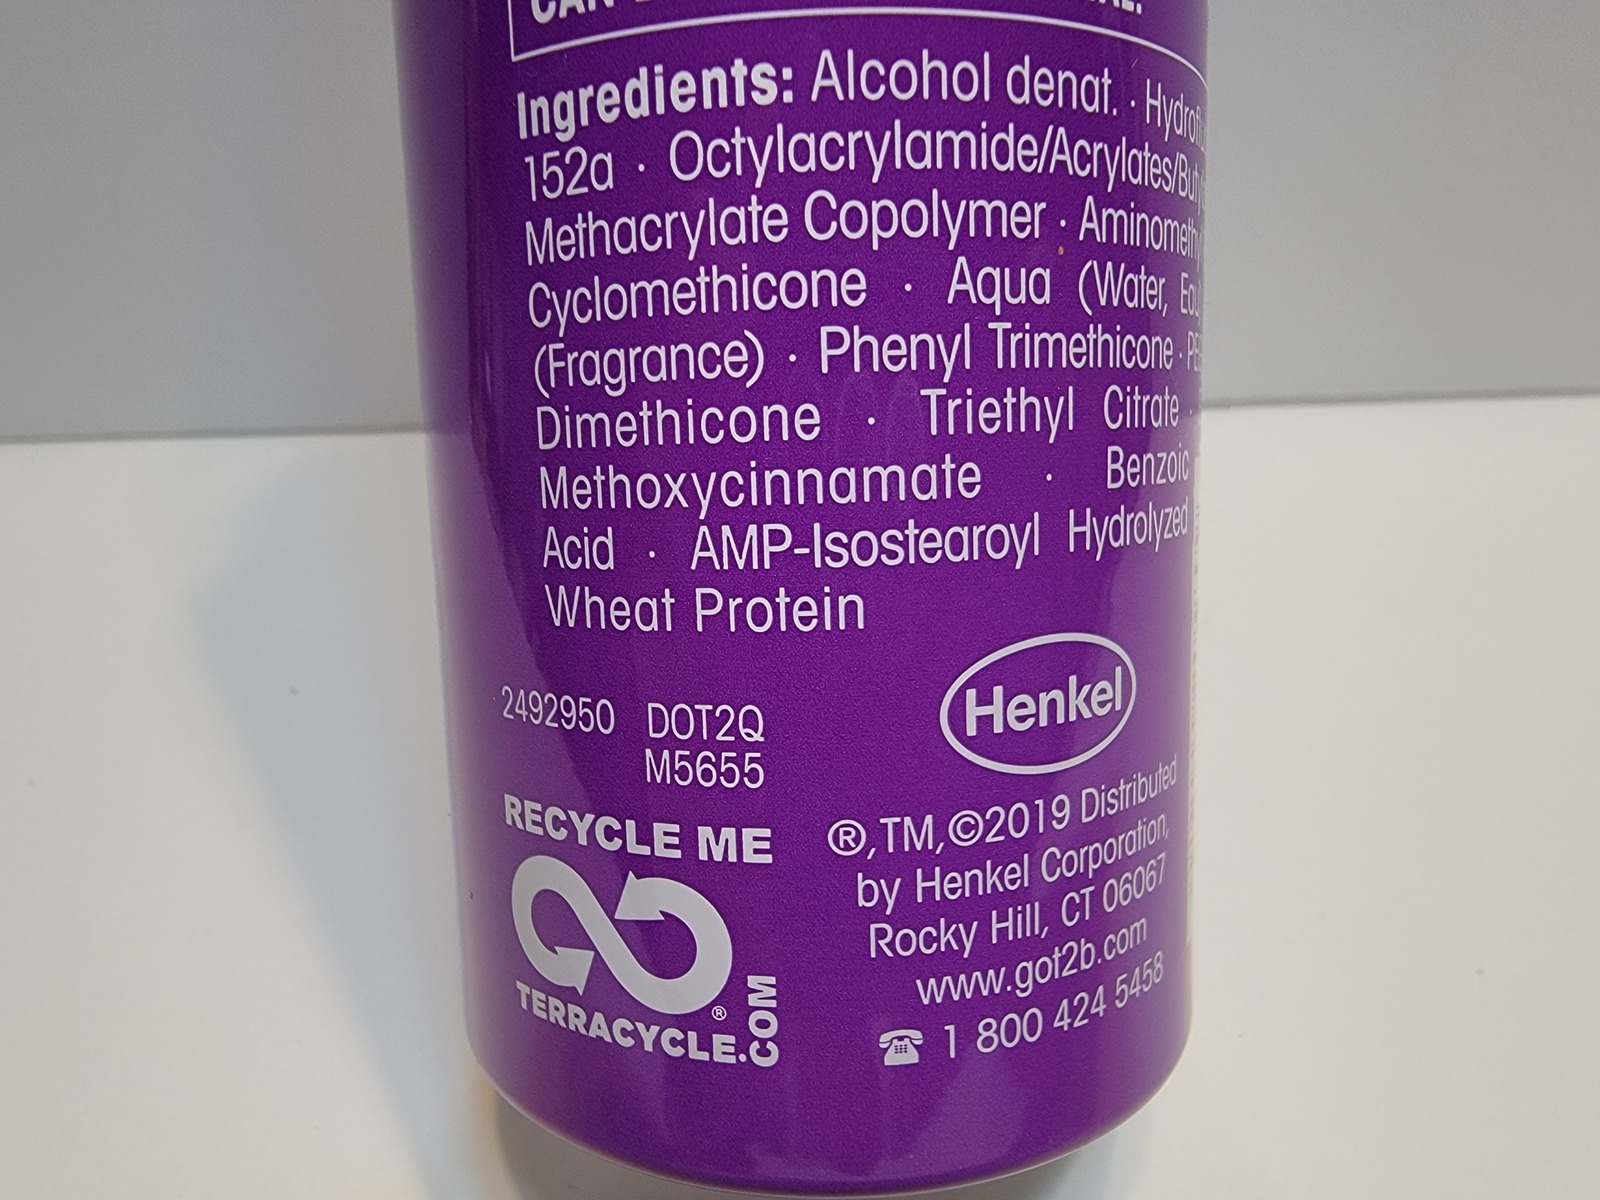 CAN
Ingredients: Alcohol denat. ·
152a · Octylacrylamide/Acrylates/
Methacrylate Copolymer ·
Cyclomethicone · Aqua (Water,
(Fragrance) · Phenyl Trimethicone ·
Dimethicone · Triethyl Citrate ·
Methoxycinnamate · Benzoic
Acid · AMP-Isostearoyl Hydrolyzed
Wheat Protein
2492950 DOT2Q
M5655
Henkel
RECYCLE ME
TERRACYCLE.COM
®
®,TM,©2019 Distributed
by Henkel Corporation,
Rocky Hill, CT 06067
www.got2b.com
1 800 424 5458